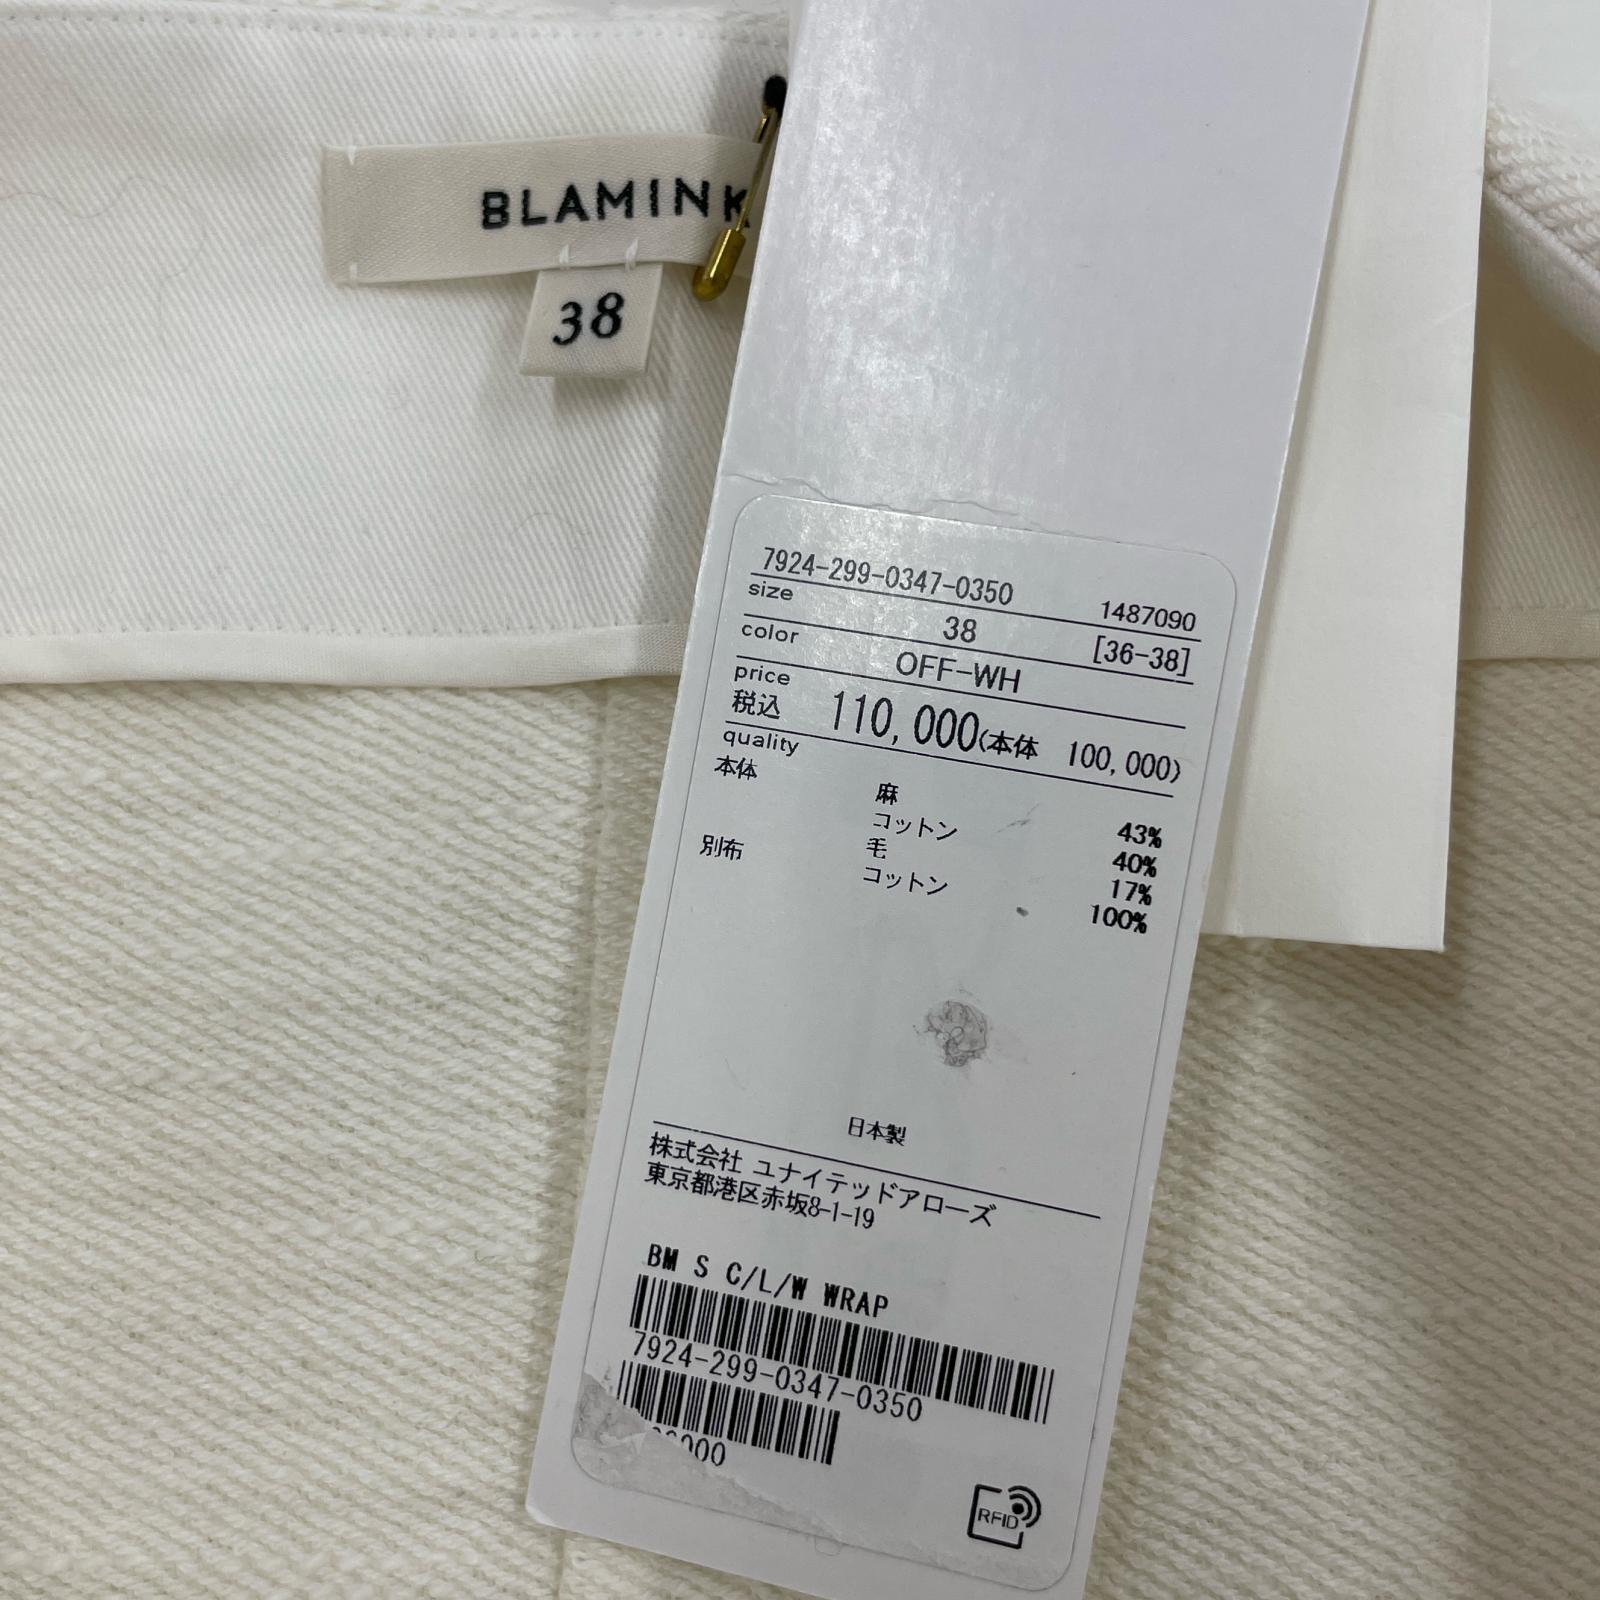 BLAMINK
38
7924-299-0347-0350 1487090
size 38 [36-38]
color OFF-WH
price
税込 110,000(本体 100,000)
quality
本体 麻 43%
コットン 40%
毛 17%
別布 コットン 100%
日本製
株式会社 ユナイテッドアローズ
東京都港区赤坂8-1-19
BM S C/L/W WRAP
7924-299-0347-0350
RFID